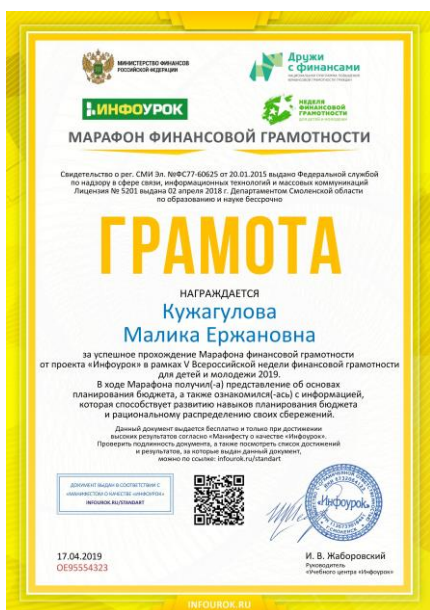 МИНИСТЕРСТВО ФИНАНСОВ
РОССИЙСКОЙ ФЕДЕРАЦИИ
Дружи
с финансами
ИНФОУРОК
НЕДЕЛЯ
ФИНАНСОВОЙ
ГРАМОТНОСТИ
МАРАФОН ФИНАНСОВОЙ ГРАМОТНОСТИ
Свидетельство о рег. СМИ Эл. №ФС77-60625 от 20.01.2015 выдано Федеральной службой
по надзору в сфере связи, информационных технологий и массовых коммуникаций
Лицензия № 5201 выдана 02 апреля 2018 г. Департаментом Смоленской области
по образованию и науке бессрочно
ГРАМОТА
НАГРАЖДАЕТСЯ
Кужагулова
Малика Ержановна
за успешное прохождение Марафона финансовой грамотности
от проекта «Инфоурок» в рамках V Всероссийской недели финансовой грамотности
для детей и молодежи 2019.
В ходе Марафона получил(-а) представление об основах
планирования бюджета, а также ознакомился(-ась) с информацией,
которая способствует развитию навыков планирования бюджета
и рациональному распределению своих сбережений.
Данный документ выдается бесплатно и только при достижении
высоких результатов согласно «Манифесту о качестве «Инфоурок».
Проверить подлинность документа, а также посмотреть список достижений
и результатов, за которые выдан данный документ,
можно по ссылке: infourok.ru/standart
ДОКУМЕНТ ВЫДАН В СООТВЕТСТВИИ С
«МАНИФЕСТОМ О КАЧЕСТВЕ «ИНФОУРОК»
INFOUROK.RU/STANDART
«Инфоурок»
17.04.2019
ОЕ95554323
И. В. Жаборовский
Руководитель
«Учебного центра «Инфоурок»
INFOUROK.RU